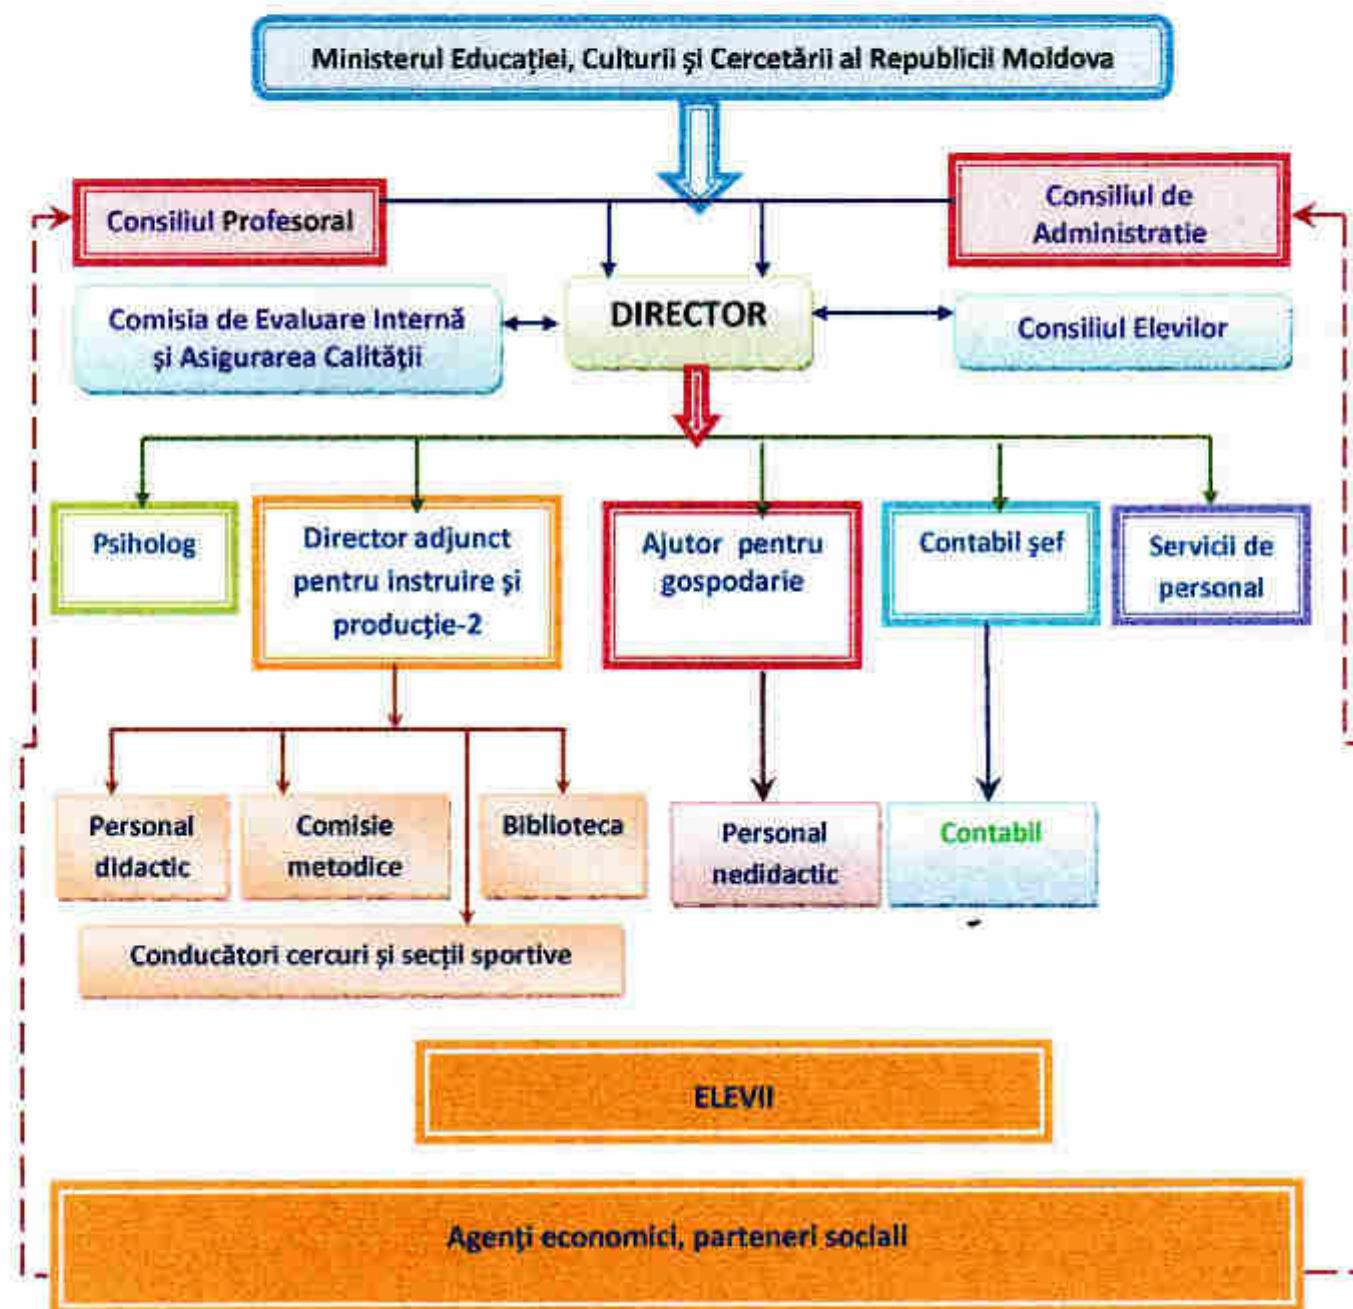 Ministerul Educației, Culturii și Cercetării al Republicii Moldova
Consiliul Profesoral
Consiliul de
Administratie
Comisia de Evaluare Internă
și Asigurarea Calității
DIRECTOR
Consiliul Elevilor
Psiholog
Director adjunct
pentru instruire și
producție-2
Ajutor pentru
gospodarie
Contabil șef
Servicii de
personal
Personal
didactic
Comisie
metodice
Biblioteca
Personal
nedidactic
Contabil
Conducători cercuri și secții sportive
ELEVII
Agenți economici, parteneri sociali